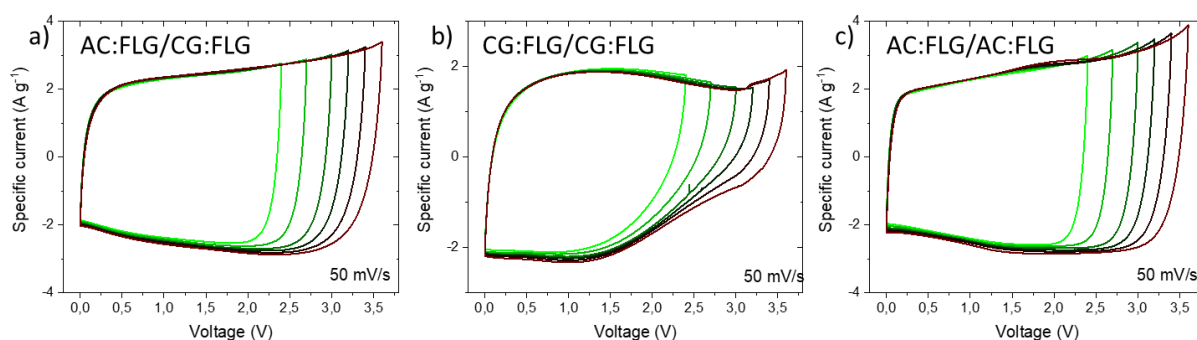 a) AC:FLG/CG:FLG
4
2
0
-2
-4
Specific current (A g⁻¹)
50 mV/s
0,0 0,5 1,0 1,5 2,0 2,5 3,0 3,5
Voltage (V)
b) CG:FLG/CG:FLG
2
0
-2
Specific current (A g⁻¹)
50 mV/s
0,0 0,5 1,0 1,5 2,0 2,5 3,0 3,5
Voltage (V)
c) AC:FLG/AC:FLG
4
2
0
-2
-4
Specific current (A g⁻¹)
50 mV/s
0,0 0,5 1,0 1,5 2,0 2,5 3,0 3,5
Voltage (V)